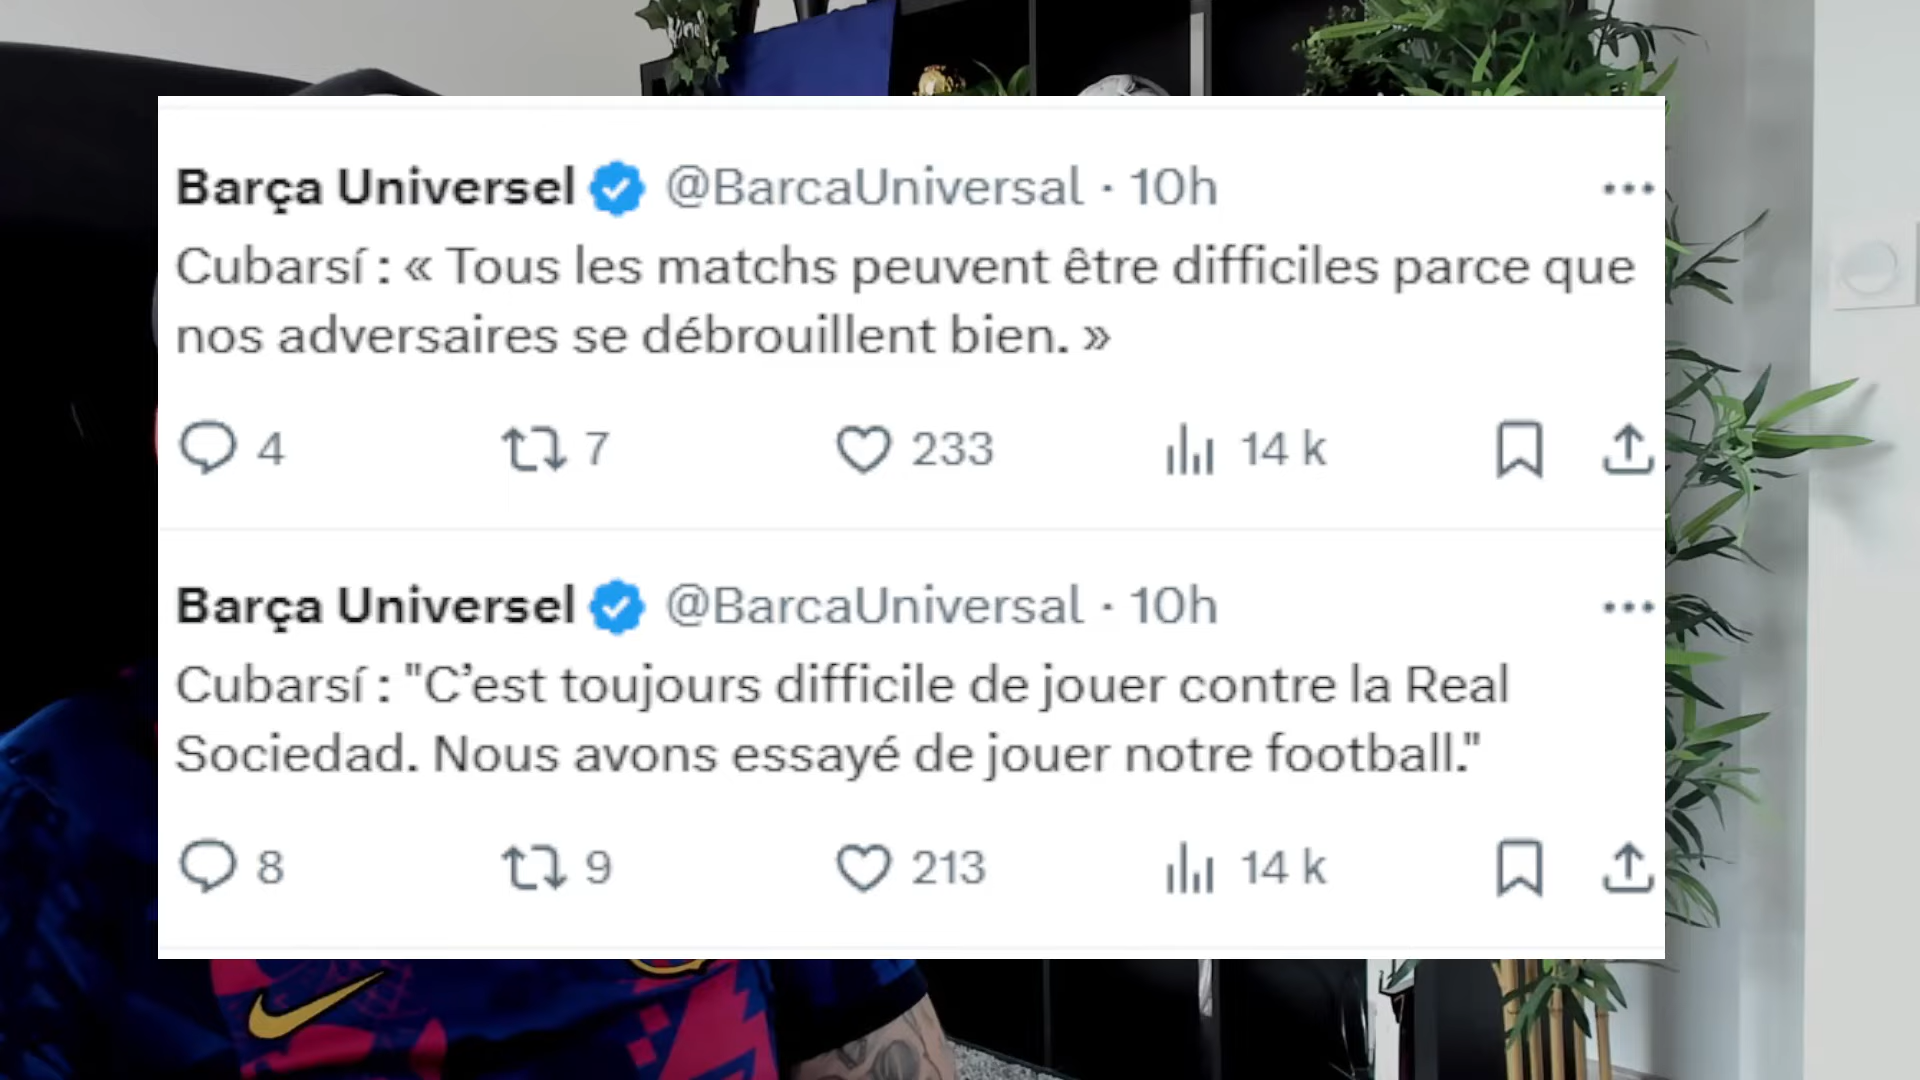 Barça Universel @BarcaUniversal · 10h
Cubarsí : « Tous les matchs peuvent être difficiles parce que
nos adversaires se débrouillent bien. »
4 7 233 14 k
Barça Universel @BarcaUniversal · 10h
Cubarsí : "C’est toujours difficile de jouer contre la Real
Sociedad. Nous avons essayé de jouer notre football."
8 9 213 14 k